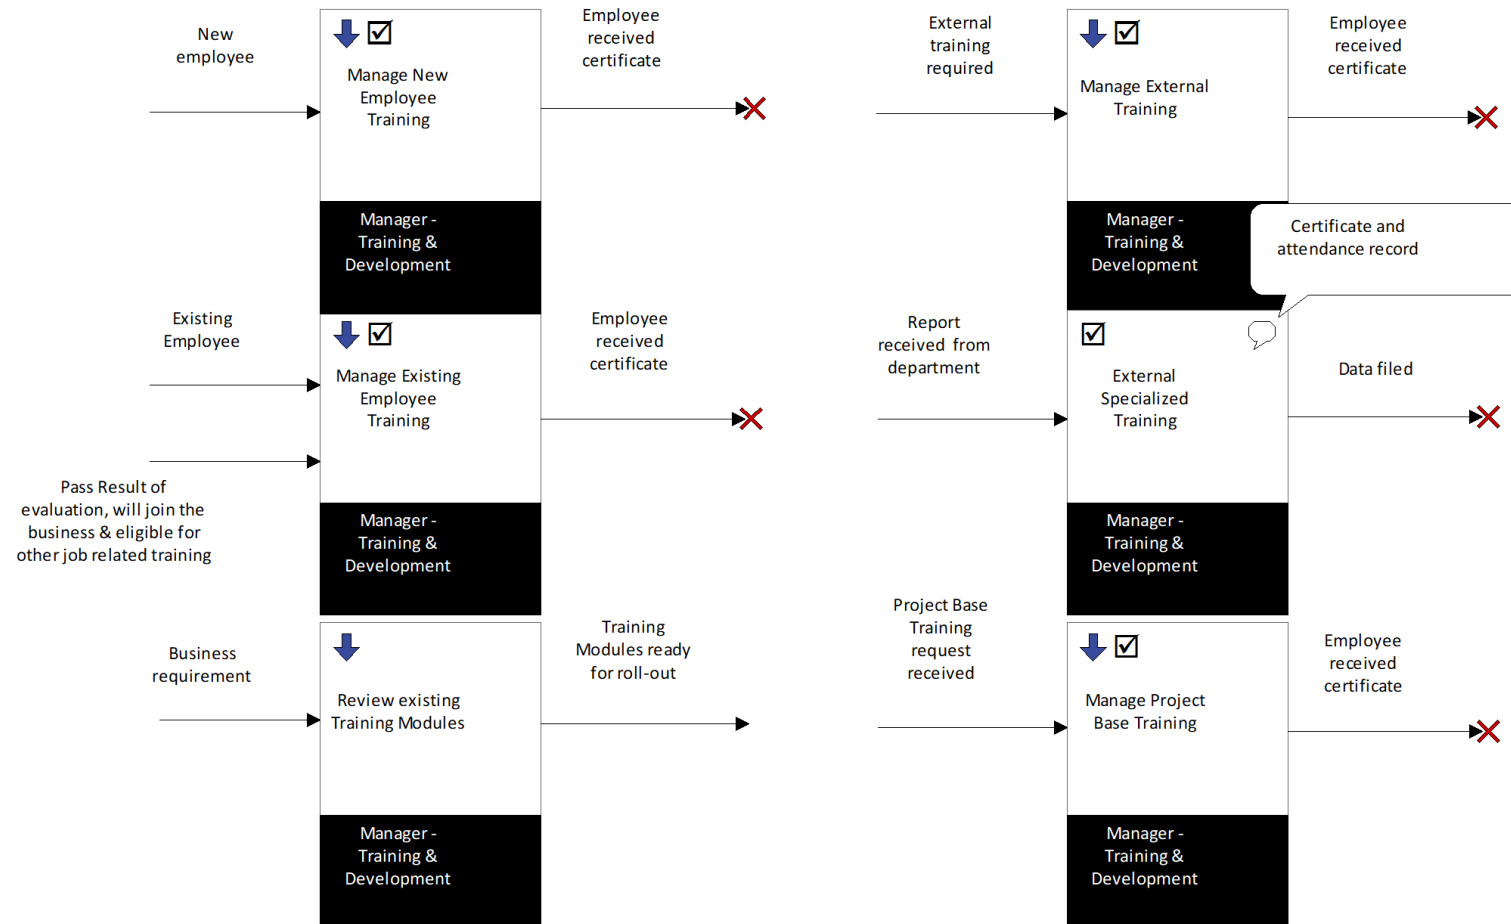 New
employee
Manage New
Employee
Training
Manager -
Training &
Development
Employee
received
certificate
External
training
required
Manage External
Training
Manager -
Training &
Development
Employee
received
certificate
Certificate and
attendance record
Existing
Employee
Pass Result of
evaluation, will join the
business & eligible for
other job related training
Manage Existing
Employee
Training
Manager -
Training &
Development
Employee
received
certificate
Report
received from
department
External
Specialized
Training
Manager -
Training &
Development
Data filed
Business
requirement
Review existing
Training Modules
Manager -
Training &
Development
Training
Modules ready
for roll-out
Project Base
Training
request
received
Manage Project
Base Training
Manager -
Training &
Development
Employee
received
certificate